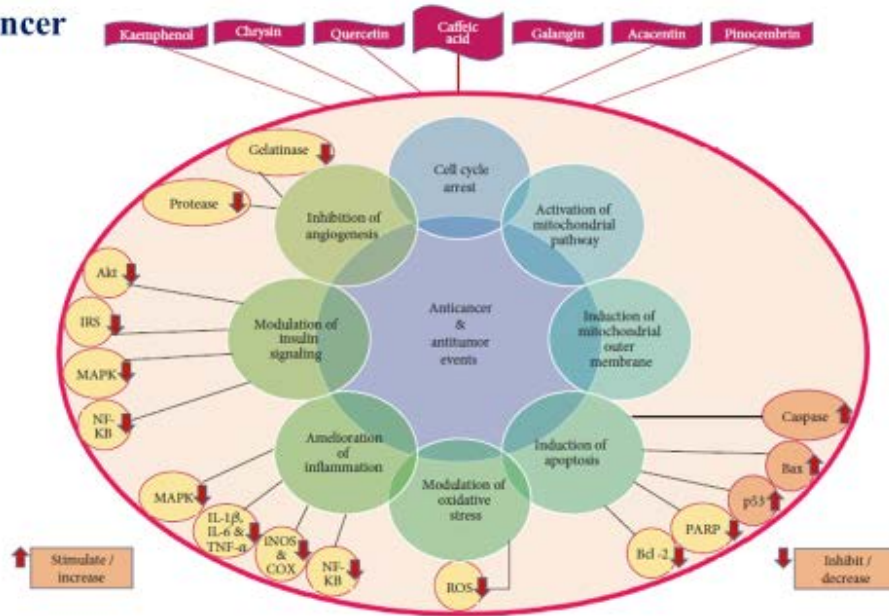 ncer
Kaemphenol
Chrysin
Quercetin
Caffeic
acid
Galangin
Acacentin
Pinocembrin
Gelatinase
Protease
Akt
IRS
MAPK
NF-
KB
MAPK
IL-1β,
IL-6 &
TNF-α
INOS
&
COX
NF-
KB
ROS
Bcl -2
PARP
p53
Bax
Caspase
Cell cycle
arrest
Activation of
mitochondrial
pathway
Induction of
mitochondrial
outer
membrane
Induction of
apoptosis
Modulation of
oxidative
stress
Amelioration
of
inflammation
Modulation of
insulin
signaling
Inhibition of
angiogenesis
Anticancer
&
antitumor
events
Stimulate /
increase
Inhibit /
decrease